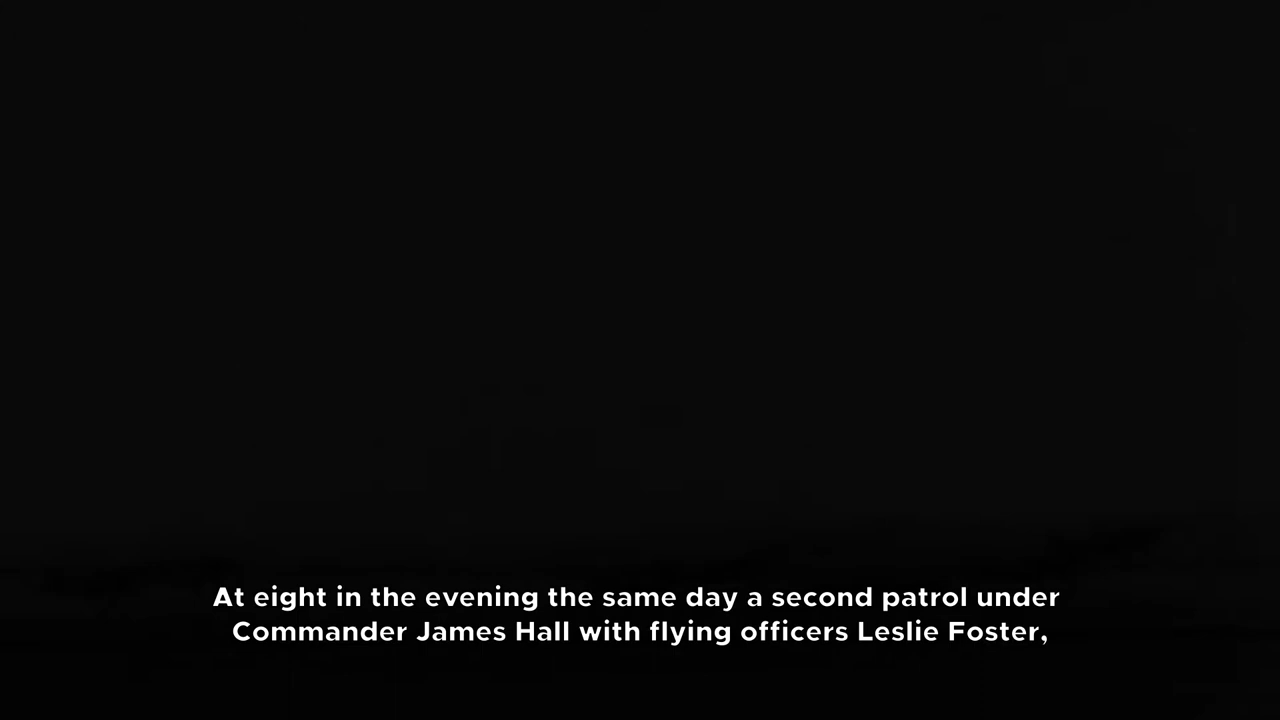 At eight in the evening the same day a second patrol under
Commander James Hall with flying officers Leslie Foster,